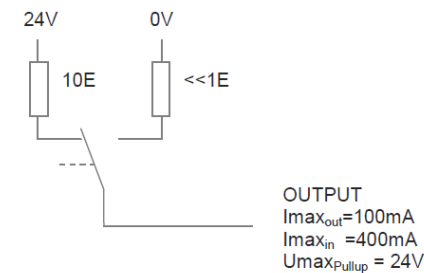 24V 0V
10E <<1E
OUTPUT
Imaxout=100mA
Imaxin =400mA
UmaxPullup = 24V